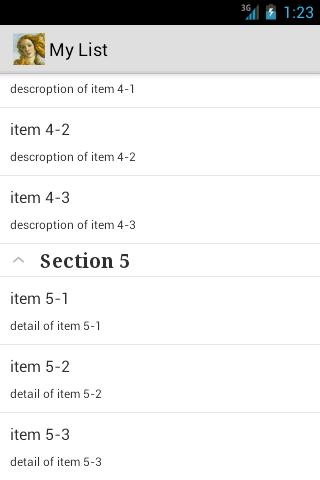 3G 1:23
My List
descroption of item 4-1
item 4-2
descroption of item 4-2
item 4-3
descroption of item 4-3
Section 5
item 5-1
detail of item 5-1
item 5-2
detail of item 5-2
item 5-3
detail of item 5-3